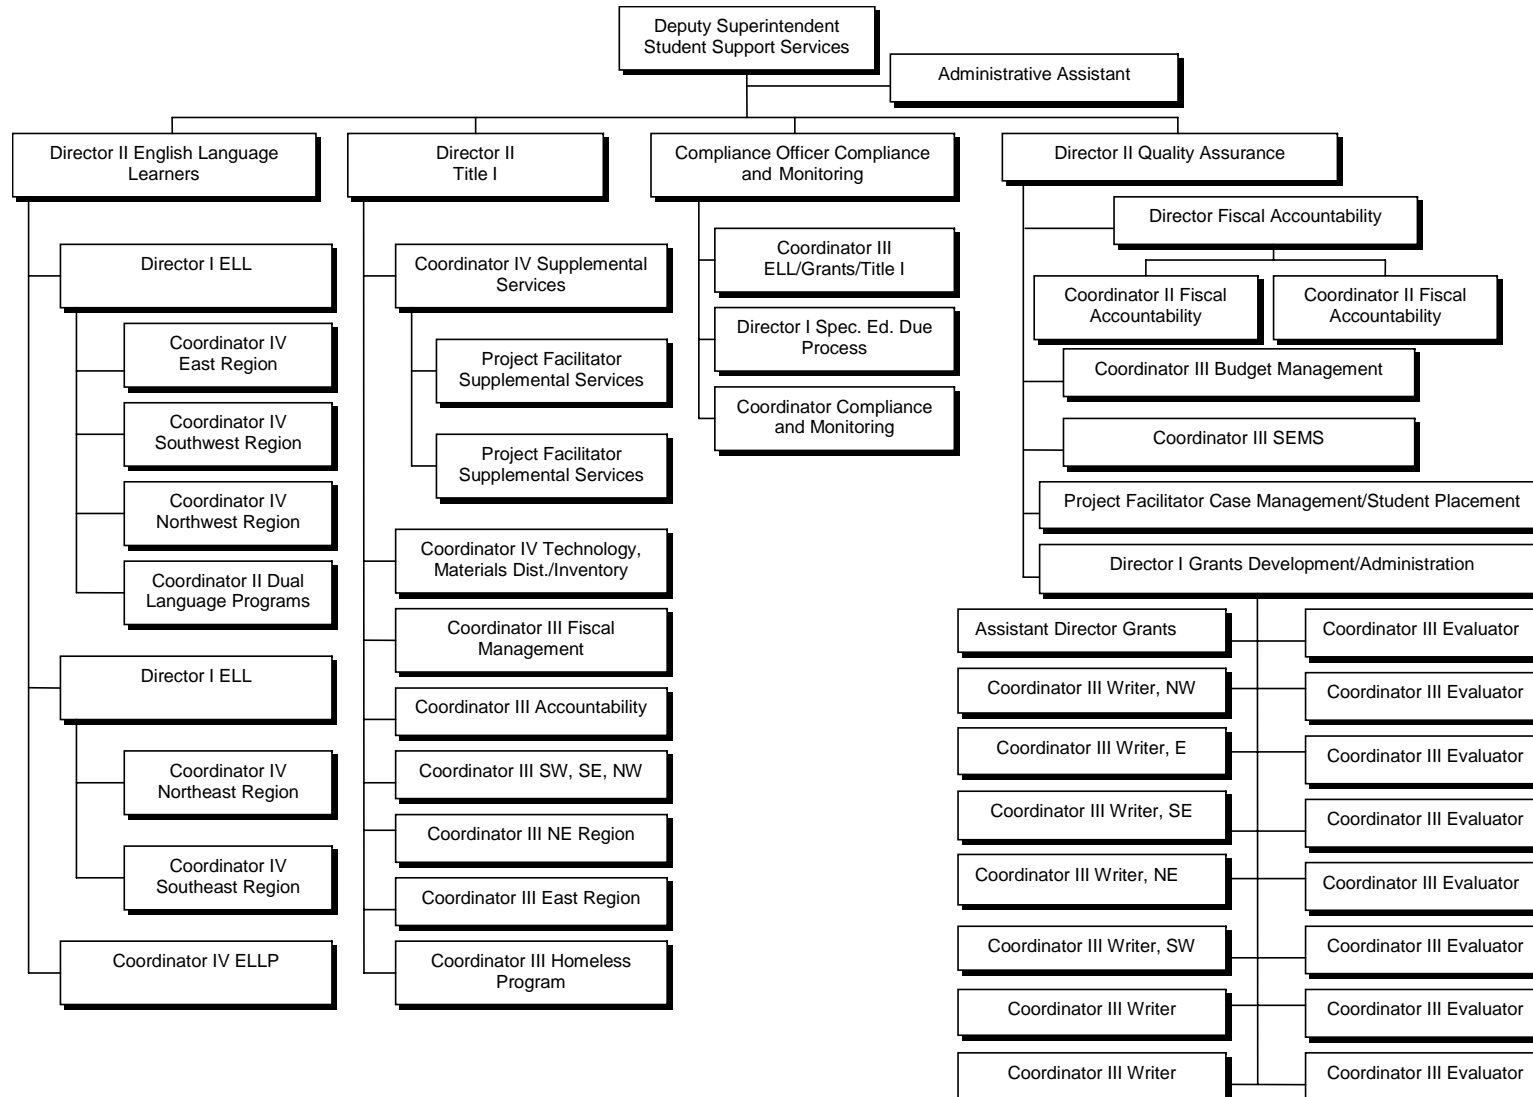 Deputy Superintendent
Student Support Services
Administrative Assistant
Director II English Language
Learners
Director I ELL
Coordinator IV
East Region
Coordinator IV
Southwest Region
Coordinator IV
Northwest Region
Coordinator II Dual
Language Programs
Director I ELL
Coordinator IV
Northeast Region
Coordinator IV
Southeast Region
Coordinator IV ELLP
Director II
Title I
Coordinator IV Supplemental
Services
Project Facilitator
Supplemental Services
Project Facilitator
Supplemental Services
Coordinator IV Technology,
Materials Dist./Inventory
Coordinator III Fiscal
Management
Coordinator III Accountability
Coordinator III SW, SE, NW
Coordinator III NE Region
Coordinator III East Region
Coordinator III Homeless
Program
Compliance Officer Compliance
and Monitoring
Coordinator III
ELL/Grants/Title I
Director I Spec. Ed. Due
Process
Coordinator Compliance
and Monitoring
Director II Quality Assurance
Director Fiscal Accountability
Coordinator II Fiscal
Accountability
Coordinator II Fiscal
Accountability
Coordinator III Budget Management
Coordinator III SEMS
Project Facilitator Case Management/Student Placement
Director I Grants Development/Administration
Assistant Director Grants
Coordinator III Writer, NW
Coordinator III Writer, E
Coordinator III Writer, SE
Coordinator III Writer, NE
Coordinator III Writer, SW
Coordinator III Writer
Coordinator III Writer
Coordinator III Evaluator
Coordinator III Evaluator
Coordinator III Evaluator
Coordinator III Evaluator
Coordinator III Evaluator
Coordinator III Evaluator
Coordinator III Evaluator
Coordinator III Evaluator